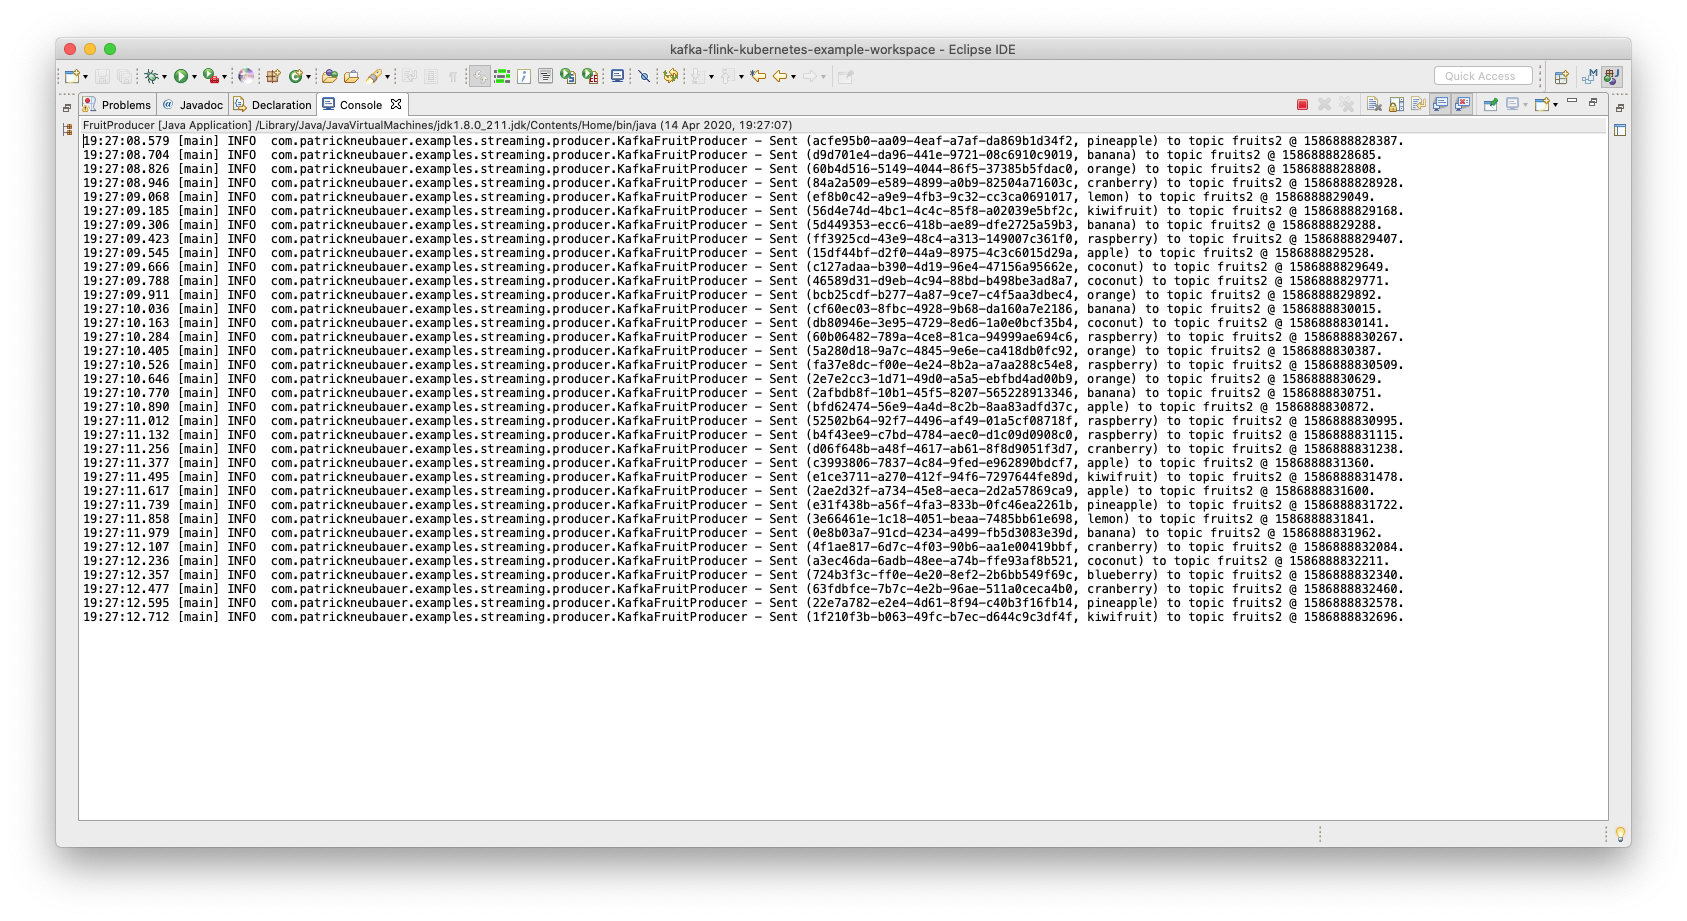 kafka-flink-kubernetes-example-workspace - Eclipse IDE
Quick Access
Problems @ Javadoc Declaration Console
FruitProducer [Java Application] /Library/Java/JavaVirtualMachines/jdk1.8.0_211.jdk/Contents/Home/bin/java (14 Apr 2020, 19:27:07)
19:27:08.579 [main] INFO  com.patrickneubauer.examples.streaming.producer.KafkaFruitProducer – Sent (acfe95b0-aa09-4eaf-a7af-da869b1d34f2, pineapple) to topic fruits2 @ 1586888828387.
19:27:08.704 [main] INFO  com.patrickneubauer.examples.streaming.producer.KafkaFruitProducer – Sent (d9d701e4-da96-441e-9721-08c6910c9019, banana) to topic fruits2 @ 1586888828685.
19:27:08.826 [main] INFO  com.patrickneubauer.examples.streaming.producer.KafkaFruitProducer – Sent (60b4d516-5149-4044-86f5-37385b5fdac0, orange) to topic fruits2 @ 1586888828808.
19:27:08.946 [main] INFO  com.patrickneubauer.examples.streaming.producer.KafkaFruitProducer – Sent (84a2a509-e589-4899-a0b9-82504a71603c, cranberry) to topic fruits2 @ 1586888828928.
19:27:09.068 [main] INFO  com.patrickneubauer.examples.streaming.producer.KafkaFruitProducer – Sent (ef8b0c42-a9e9-4fb3-9c32-cc3ca0691017, lemon) to topic fruits2 @ 1586888829049.
19:27:09.185 [main] INFO  com.patrickneubauer.examples.streaming.producer.KafkaFruitProducer – Sent (56d4e74d-4bc1-4c4c-85f8-a02039e5bf2c, kiwifruit) to topic fruits2 @ 1586888829168.
19:27:09.306 [main] INFO  com.patrickneubauer.examples.streaming.producer.KafkaFruitProducer – Sent (5d449353-ecc6-418b-ae89-dfe2725a59b3, banana) to topic fruits2 @ 1586888829288.
19:27:09.423 [main] INFO  com.patrickneubauer.examples.streaming.producer.KafkaFruitProducer – Sent (ff3925cd-43e9-48c4-a313-149007c361f0, raspberry) to topic fruits2 @ 1586888829407.
19:27:09.545 [main] INFO  com.patrickneubauer.examples.streaming.producer.KafkaFruitProducer – Sent (15df44bf-d2f0-44a9-8975-4c3c6015d29a, apple) to topic fruits2 @ 1586888829528.
19:27:09.666 [main] INFO  com.patrickneubauer.examples.streaming.producer.KafkaFruitProducer – Sent (c127adaa-b390-4d19-96e4-47156a95662e, coconut) to topic fruits2 @ 1586888829649.
19:27:09.788 [main] INFO  com.patrickneubauer.examples.streaming.producer.KafkaFruitProducer – Sent (46589d31-d9eb-4c94-88bd-b498be3ad8a7, coconut) to topic fruits2 @ 1586888829771.
19:27:09.911 [main] INFO  com.patrickneubauer.examples.streaming.producer.KafkaFruitProducer – Sent (bcb25cdf-b277-4a87-9ce7-c4f5aa3dbec4, orange) to topic fruits2 @ 1586888829892.
19:27:10.036 [main] INFO  com.patrickneubauer.examples.streaming.producer.KafkaFruitProducer – Sent (cf60ec03-8fbc-4928-9b68-da160a7e2186, banana) to topic fruits2 @ 1586888830015.
19:27:10.163 [main] INFO  com.patrickneubauer.examples.streaming.producer.KafkaFruitProducer – Sent (db80946e-3e95-4729-8ed6-1a0e0bcf35b4, coconut) to topic fruits2 @ 1586888830141.
19:27:10.284 [main] INFO  com.patrickneubauer.examples.streaming.producer.KafkaFruitProducer – Sent (60b06482-789a-4ce8-81ca-94999ae694c6, raspberry) to topic fruits2 @ 1586888830267.
19:27:10.405 [main] INFO  com.patrickneubauer.examples.streaming.producer.KafkaFruitProducer – Sent (5a280d18-9a7c-4845-9e6e-ca418db0fc92, orange) to topic fruits2 @ 1586888830387.
19:27:10.526 [main] INFO  com.patrickneubauer.examples.streaming.producer.KafkaFruitProducer – Sent (fa37e8dc-f00e-4e24-8b2a-a7aa288c54e8, raspberry) to topic fruits2 @ 1586888830509.
19:27:10.646 [main] INFO  com.patrickneubauer.examples.streaming.producer.KafkaFruitProducer – Sent (2e7e2cc3-1d71-49d0-a5a5-ebfbd4ad00b9, orange) to topic fruits2 @ 1586888830629.
19:27:10.770 [main] INFO  com.patrickneubauer.examples.streaming.producer.KafkaFruitProducer – Sent (2afbdb8f-10b1-45f5-8207-565228913346, banana) to topic fruits2 @ 1586888830751.
19:27:10.890 [main] INFO  com.patrickneubauer.examples.streaming.producer.KafkaFruitProducer – Sent (bfd62474-56e9-4a4d-8c2b-8aa83adfd37c, apple) to topic fruits2 @ 1586888830872.
19:27:11.012 [main] INFO  com.patrickneubauer.examples.streaming.producer.KafkaFruitProducer – Sent (52502b64-92f7-4496-af49-01a5cf08718f, raspberry) to topic fruits2 @ 1586888830995.
19:27:11.132 [main] INFO  com.patrickneubauer.examples.streaming.producer.KafkaFruitProducer – Sent (b4f43ee9-c7bd-4784-aec0-d1c09d0908c0, raspberry) to topic fruits2 @ 1586888831115.
19:27:11.256 [main] INFO  com.patrickneubauer.examples.streaming.producer.KafkaFruitProducer – Sent (d06f648b-a48f-4617-ab61-8f8d9051f3d7, cranberry) to topic fruits2 @ 1586888831238.
19:27:11.377 [main] INFO  com.patrickneubauer.examples.streaming.producer.KafkaFruitProducer – Sent (c3993806-7837-4c84-9fed-e962890bdcf7, apple) to topic fruits2 @ 1586888831360.
19:27:11.495 [main] INFO  com.patrickneubauer.examples.streaming.producer.KafkaFruitProducer – Sent (e1ce3711-a270-412f-94f6-7297644fe89d, kiwifruit) to topic fruits2 @ 1586888831478.
19:27:11.617 [main] INFO  com.patrickneubauer.examples.streaming.producer.KafkaFruitProducer – Sent (2ae2d32f-a734-45e8-aeca-2d2a57869ca9, apple) to topic fruits2 @ 1586888831600.
19:27:11.739 [main] INFO  com.patrickneubauer.examples.streaming.producer.KafkaFruitProducer – Sent (e31f438b-a56f-4fa3-833b-0fc46ea2261b, pineapple) to topic fruits2 @ 1586888831722.
19:27:11.858 [main] INFO  com.patrickneubauer.examples.streaming.producer.KafkaFruitProducer – Sent (3e66461e-1c18-4051-beaa-7485bb61e698, lemon) to topic fruits2 @ 1586888831841.
19:27:11.979 [main] INFO  com.patrickneubauer.examples.streaming.producer.KafkaFruitProducer – Sent (0e8b03a7-91cd-4234-a499-fb5d3083e39d, banana) to topic fruits2 @ 1586888831962.
19:27:12.107 [main] INFO  com.patrickneubauer.examples.streaming.producer.KafkaFruitProducer – Sent (4f1ae817-6d7c-4f03-90b6-aa1e00419bbf, cranberry) to topic fruits2 @ 1586888832084.
19:27:12.236 [main] INFO  com.patrickneubauer.examples.streaming.producer.KafkaFruitProducer – Sent (a3ec46da-6adb-48ee-a74b-ffe93af8b521, coconut) to topic fruits2 @ 1586888832211.
19:27:12.357 [main] INFO  com.patrickneubauer.examples.streaming.producer.KafkaFruitProducer – Sent (724b3f3c-ff0e-4e20-8ef2-2b6bb549f69c, blueberry) to topic fruits2 @ 1586888832340.
19:27:12.477 [main] INFO  com.patrickneubauer.examples.streaming.producer.KafkaFruitProducer – Sent (63fdbfce-7b7c-4e2b-96ae-511a0ceca4b0, cranberry) to topic fruits2 @ 1586888832460.
19:27:12.595 [main] INFO  com.patrickneubauer.examples.streaming.producer.KafkaFruitProducer – Sent (22e7a782-e2e4-4d61-8f94-c40b3f16fb14, pineapple) to topic fruits2 @ 1586888832578.
19:27:12.712 [main] INFO  com.patrickneubauer.examples.streaming.producer.KafkaFruitProducer – Sent (1f210f3b-b063-49fc-b7ec-d644c9c3df4f, kiwifruit) to topic fruits2 @ 1586888832696.